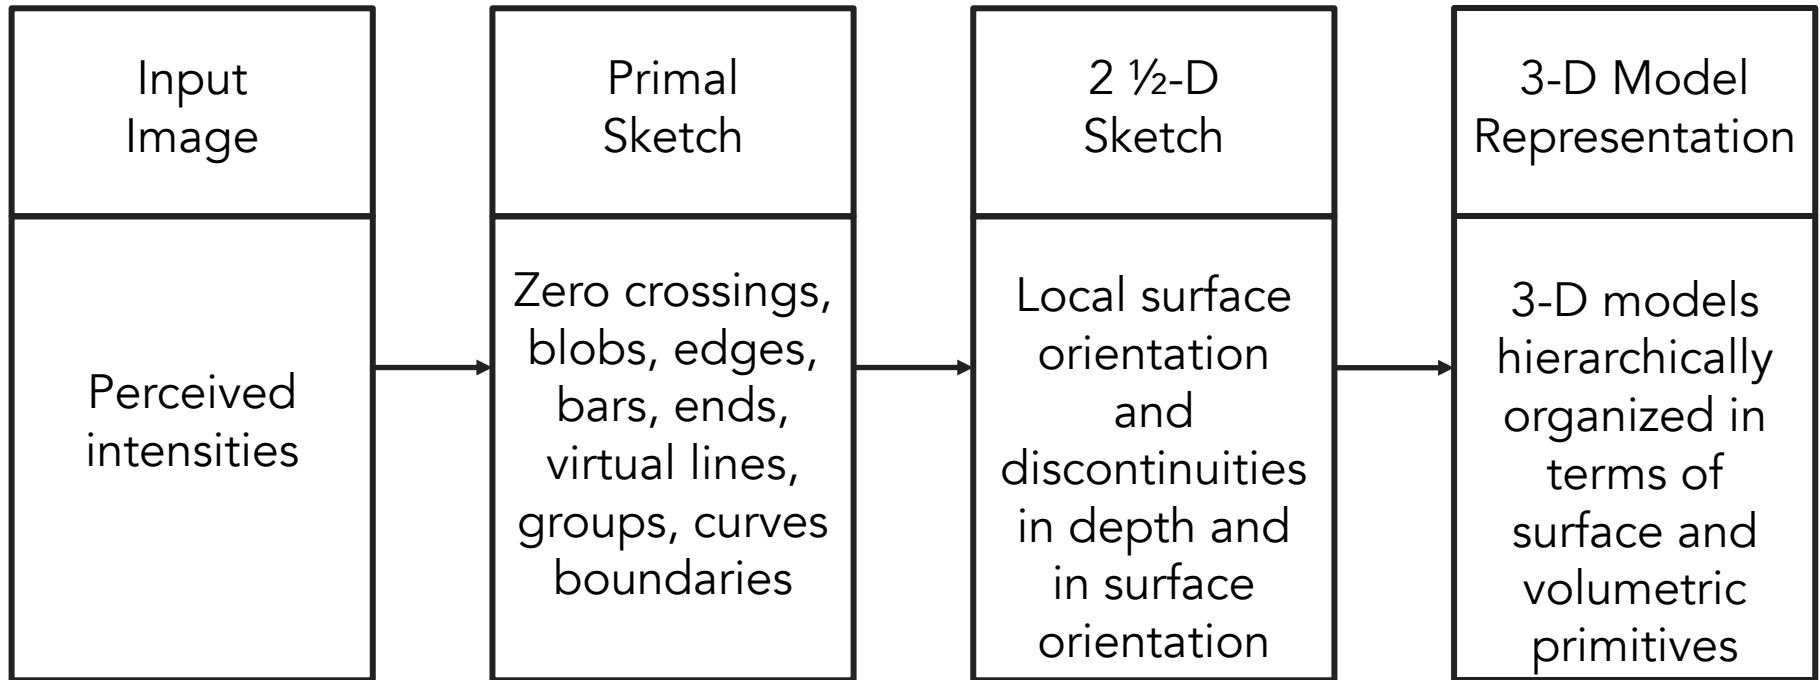 Input
Image
Perceived
intensities
Primal
Sketch
Zero crossings,
blobs, edges,
bars, ends,
virtual lines,
groups, curves
boundaries
2 ½-D
Sketch
Local surface
orientation
and
discontinuities
in depth and
in surface
orientation
3-D Model
Representation
3-D models
hierarchically
organized in
terms of
surface and
volumetric
primitives